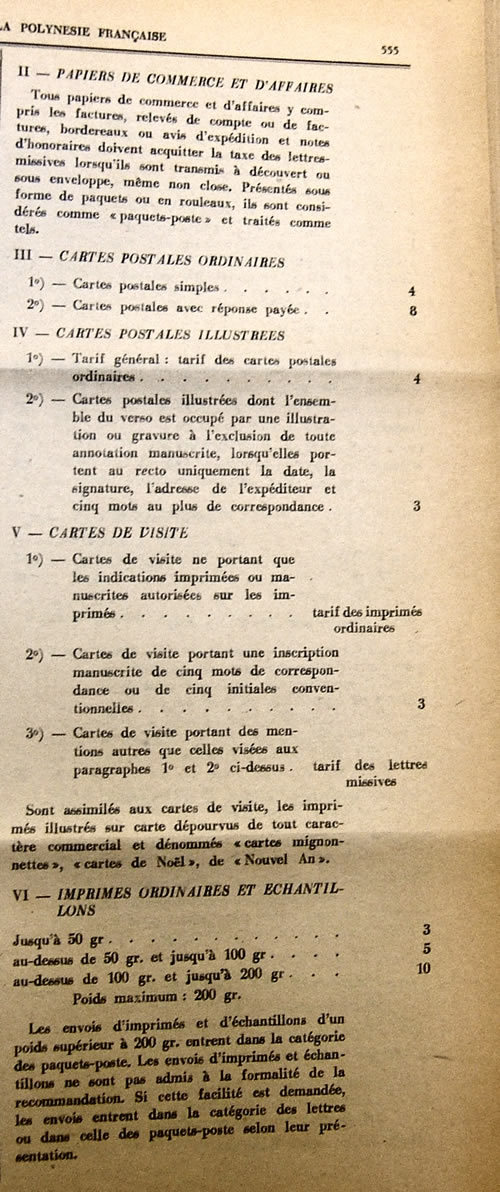 LA POLYNESIE FRANÇAISE
555
II — PAPIERS DE COMMERCE ET D'AFFAIRES
Tous papiers de commerce et d'affaires y com-
pris les factures, relevés de compte ou de fac-
tures, bordereaux ou avis d'expédition et notes
d'honoraires doivent acquitter la taxe des lettres-
missives lorsqu'ils sont transmis à découvert ou
sous enveloppe, même non close. Présentés sous
forme de paquets ou en rouleaux, ils sont consi-
dérés comme « paquets-poste » et traités comme
tels.
III — CARTES POSTALES ORDINAIRES
1º) — Cartes postales simples . . . . . . 4
2º) — Cartes postales avec réponse payée . . 8
IV — CARTES POSTALES ILLUSTREES
1º) — Tarif général : tarif des cartes postales
ordinaires . . . . . . . . . . 4
2º) — Cartes postales illustrées dont l'ensem-
ble du verso est occupé par une illustra-
tion ou gravure à l'exclusion de toute
annotation manuscrite, lorsqu'elles por-
tent au recto uniquement la date, la
signature, l'adresse de l'expéditeur et
cinq mots au plus de correspondance . 3
V — CARTES DE VISITE
1º) — Cartes de visite ne portant que
les indications imprimées ou ma-
nuscrites autorisées sur les im-
primés . . . . . . . . . tarif des imprimés
ordinaires
2º) — Cartes de visite portant une inscription
manuscrite de cinq mots de correspon-
dance ou de cinq initiales conven-
tionnelles . . . . . . . . . . 3
3º) — Cartes de visite portant des men-
tions autres que celles visées aux
paragraphes 1º et 2º ci-dessus . tarif des lettres
missives
Sont assimilés aux cartes de visite, les impri-
més illustrés sur carte dépourvus de tout carac-
tère commercial et dénommés « cartes mignon-
nettes », « cartes de Noël », de « Nouvel An ».
VI — IMPRIMES ORDINAIRES ET ECHANTIL-
LONS
Jusqu'à 50 gr . . . . . . . . . . . 3
au-dessus de 50 gr. et jusqu'à 100 gr . . . . 5
au-dessus de 100 gr. et jusqu'à 200 gr . . . 10
Poids maximum : 200 gr.
Les envois d'imprimés et d'échantillons d'un
poids supérieur à 200 gr. entrent dans la catégorie
des paquets-poste. Les envois d'imprimés et échan-
tillons ne sont pas admis à la formalité de la
recommandation. Si cette facilité est demandée,
les envois entrent dans la catégorie des lettres
ou dans celle des paquets-poste selon leur pré-
sentation.